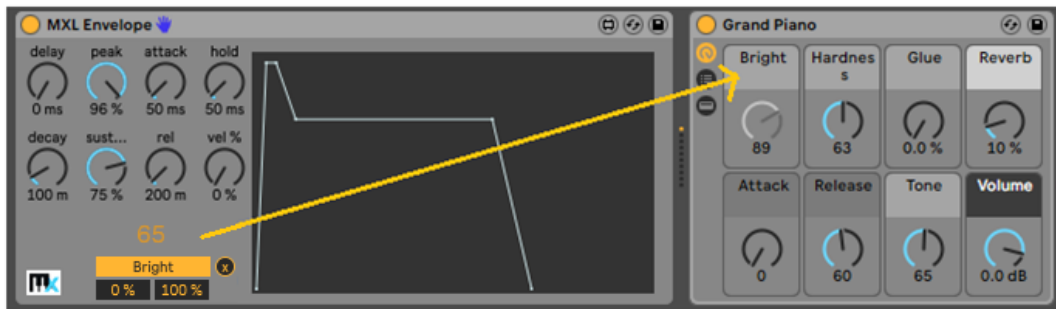 MXL Envelope
delay peak attack hold
0 ms 96 % 50 ms 50 ms
decay sust... rel vel %
100 m 75 % 200 m 0 %
65
Bright x
0 % 100 %
mx
Grand Piano
Bright Hardnes Glue Reverb
s
89 63 0.0 % 10 %
Attack Release Tone Volume
0 60 65 0.0 dB